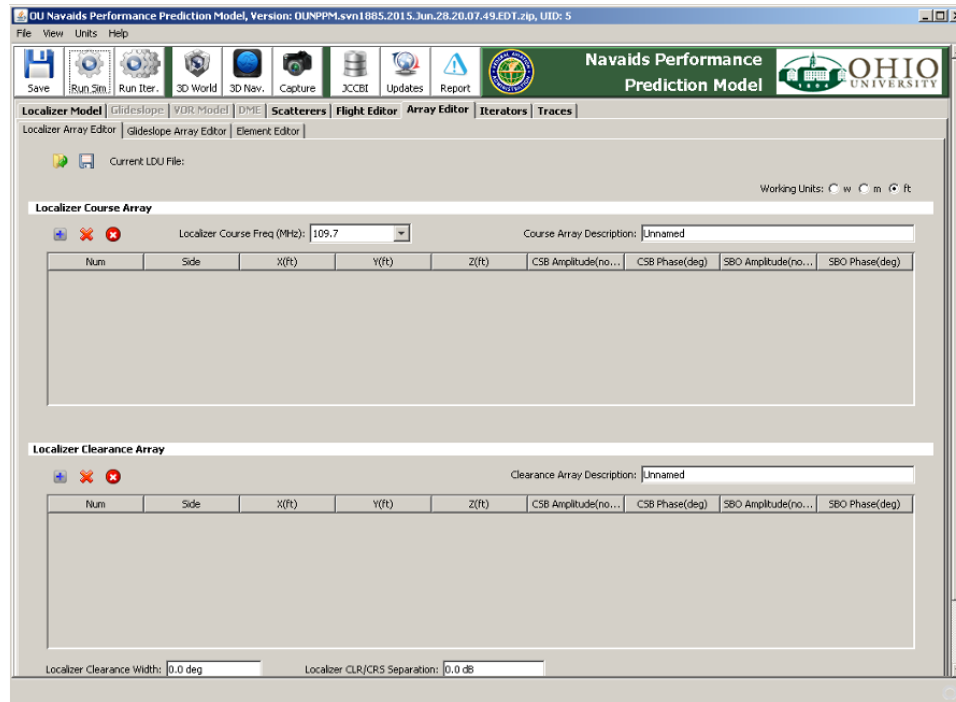 OU Navaids Performance Prediction Model, Version: OUNPPM.svn1885.2015.Jun.28.20.07.49.EDT.zip, UID: 5
File View Units Help
Save Run Sim Run Iter. 3D World 3D Nav. Capture JCCBI Updates Report
Navaids Performance
Prediction Model
OHIO
UNIVERSITY
Localizer Model Glideslope VOR Model DME Scatterers Flight Editor Array Editor Iterators Traces
Localizer Array Editor Glideslope Array Editor Element Editor
Current LDU File:
Working Units: w m ft
Localizer Course Array
Localizer Course Freq (MHz): 109.7 Course Array Description: Unnamed
Num Side X(ft) Y(ft) Z(ft) CSB Amplitude(no... CSB Phase(deg) SBO Amplitude(no... SBO Phase(deg)
Localizer Clearance Array
Clearance Array Description: Unnamed
Num Side X(ft) Y(ft) Z(ft) CSB Amplitude(no... CSB Phase(deg) SBO Amplitude(no... SBO Phase(deg)
Localizer Clearance Width: 0.0 deg Localizer CLR/CRS Separation: 0.0 dB